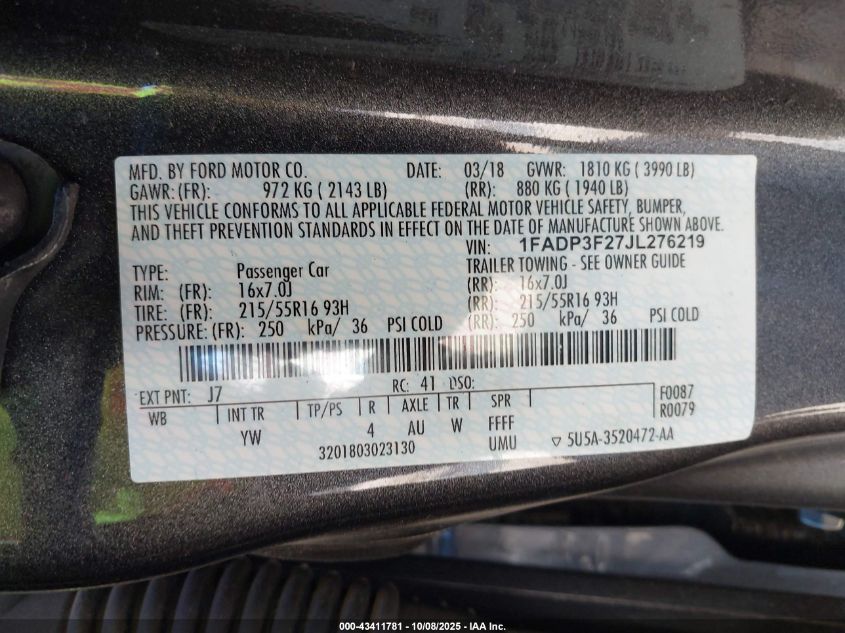 MFD. BY FORD MOTOR CO. DATE: 03/18 GVWR: 1810 KG ( 3990 LB)
GAWR: (FR): 972 KG ( 2143 LB) (RR): 880 KG ( 1940 LB)
THIS VEHICLE CONFORMS TO ALL APPLICABLE FEDERAL MOTOR VEHICLE SAFETY, BUMPER,
AND THEFT PREVENTION STANDARDS IN EFFECT ON THE DATE OF MANUFACTURE SHOWN ABOVE.
VIN: 1FADP3F27JL276219
TYPE: Passenger Car TRAILER TOWING - SEE OWNER GUIDE
RIM: (FR): 16x7.0J (RR): 16x7.0J
TIRE: (FR): 215/55R16 93H (RR): 215/55R16 93H
PRESSURE: (FR): 250 kPa/ 36 PSI COLD (RR): 250 kPa/ 36 PSI COLD
EXT PNT: J7 RC: 41 DSO: F0087
WB INT TR TP/PS R AXLE TR SPR R0079
YW 4 AU W FFFF
3201803023130 UMU ▽ 5U5A-3520472-AA
000-43411781 - 10/08/2025 - IAA Inc.